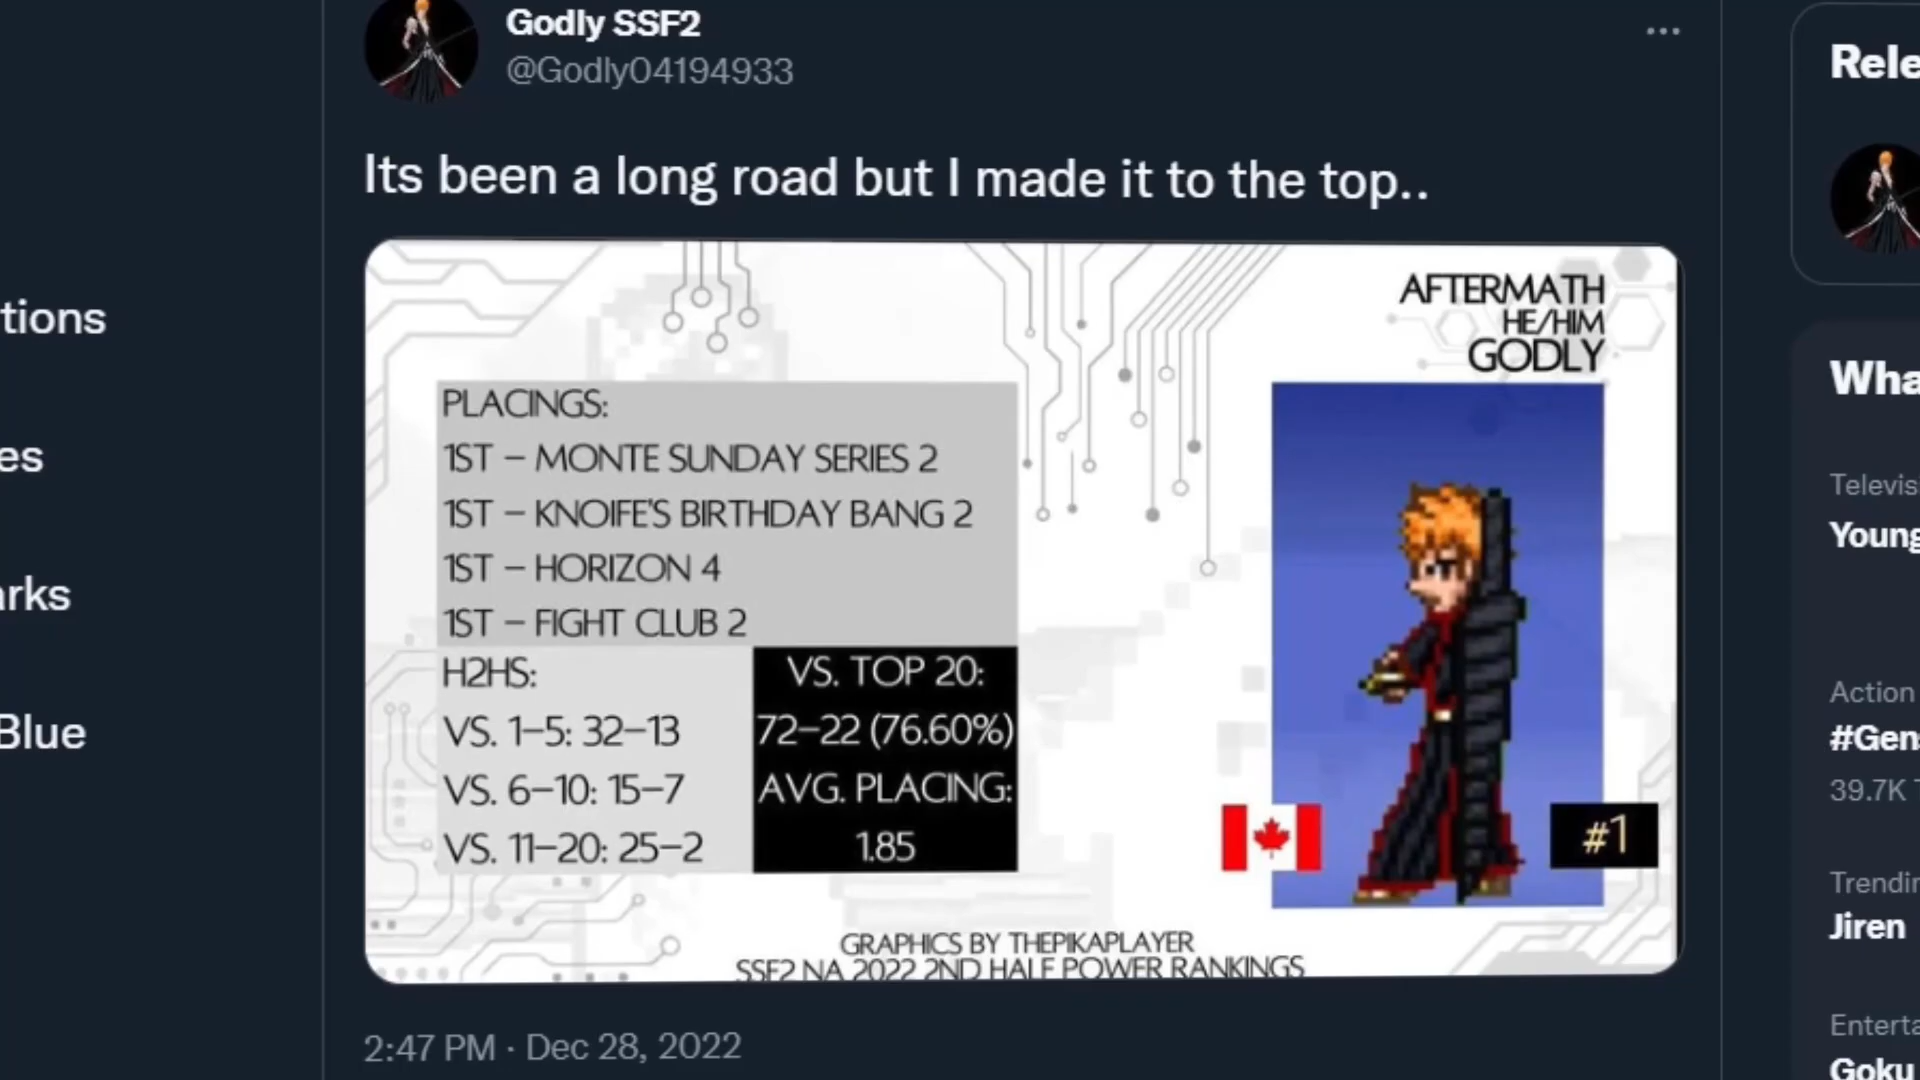 Godly SSF2
@Godly04194933
Its been a long road but I made it to the top..
AFTERMATH
HE/HIM
GODLY
PLACINGS:
1ST – MONTE SUNDAY SERIES 2
1ST – KNOIFE'S BIRTHDAY BANG 2
1ST – HORIZON 4
1ST – FIGHT CLUB 2
H2HS:
VS. 1–5: 32–13
VS. 6–10: 15–7
VS. 11–20: 25–2
VS. TOP 20:
72–22 (76.60%)
AVG. PLACING:
1.85
#1
GRAPHICS BY THEPIKAPLAYER
SSF2 NA 2022 2ND HALF POWER RANKINGS
2:47 PM · Dec 28, 2022
tions
es
arks
Blue
Rele
Wha
Televis
Young
Action
#Gens
39.7K T
Trendin
Jiren
Enterta
Goku